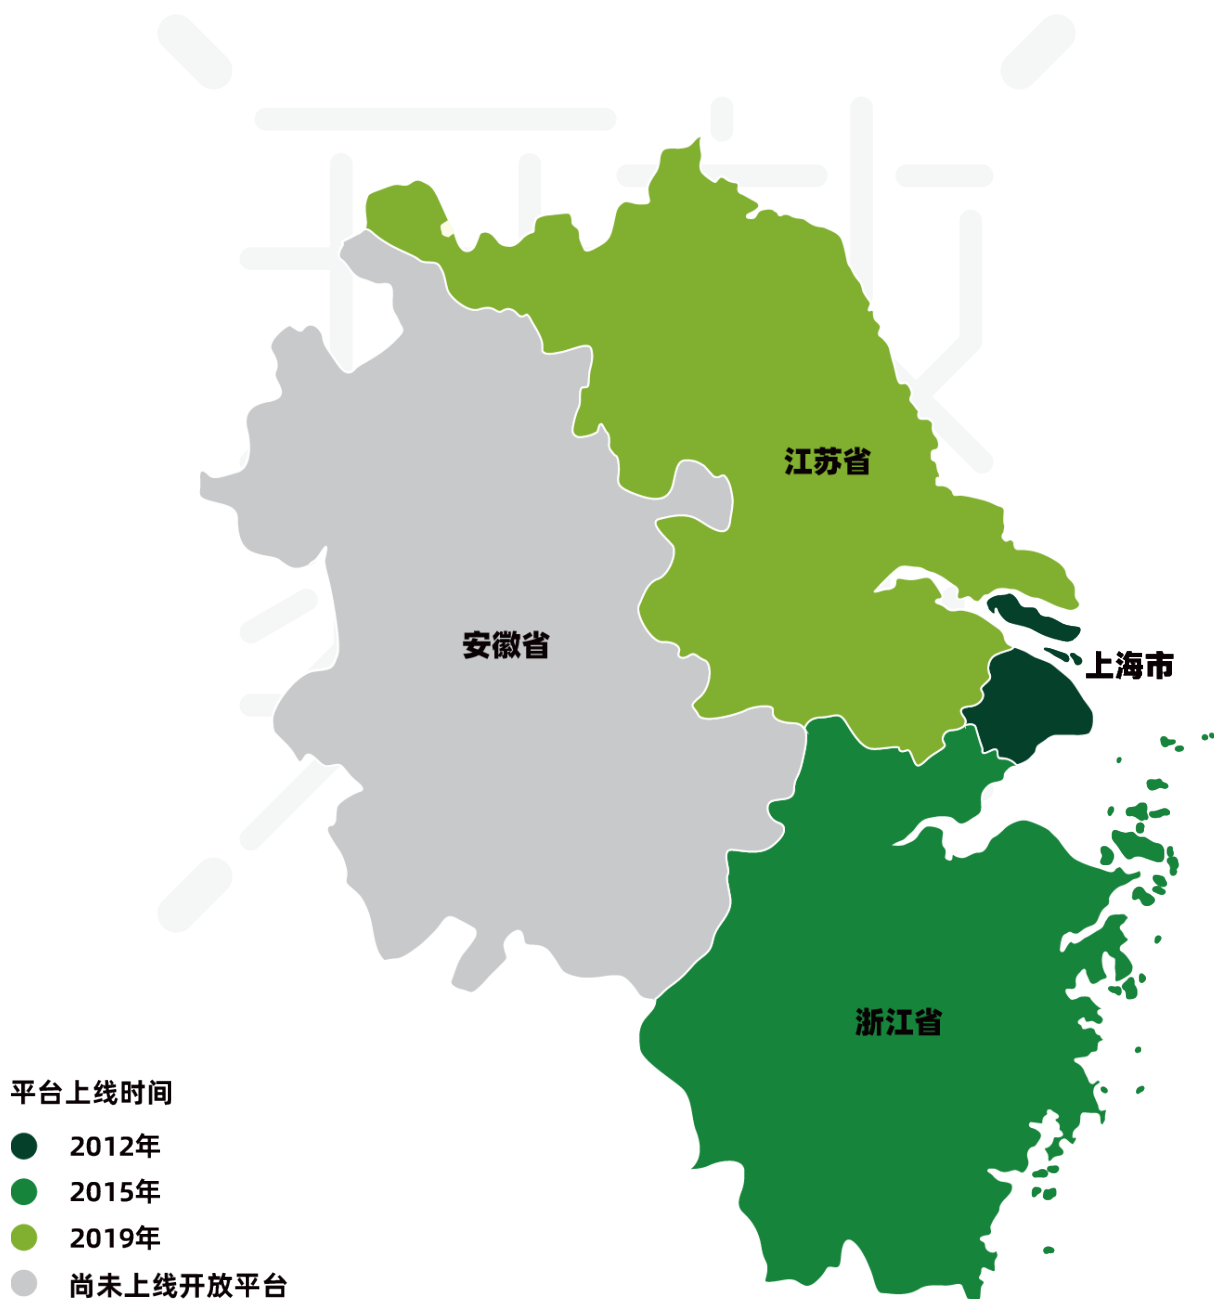 江苏省
安徽省
上海市
浙江省
平台上线时间
2012年
2015年
2019年
尚未上线开放平台